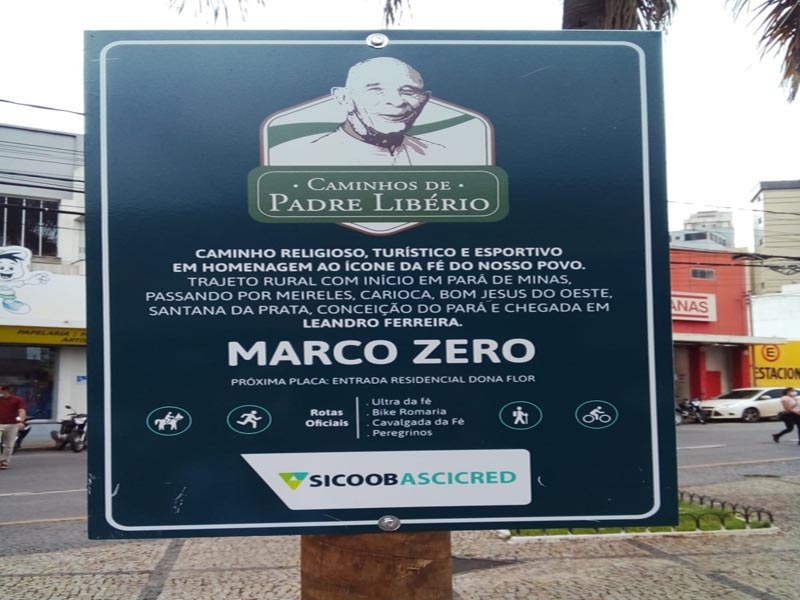 · CAMINHOS DE ·
PADRE LIBÉRIO
CAMINHO RELIGIOSO, TURÍSTICO E ESPORTIVO
EM HOMENAGEM AO ÍCONE DA FÉ DO NOSSO POVO.
TRAJETO RURAL COM INÍCIO EM PARÁ DE MINAS,
PASSANDO POR MEIRELES, CARIOCA, BOM JESUS DO OESTE,
SANTANA DA PRATA, CONCEIÇÃO DO PARÁ E CHEGADA EM
LEANDRO FERREIRA.
MARCO ZERO
PRÓXIMA PLACA: ENTRADA RESIDENCIAL DONA FLOR
Rotas
Oficiais
. Ultra da fé
. Bike Romaria
. Cavalgada da Fé
. Peregrinos
SICOOBASCICRED
PAPELARIA
ANAS
E
ESTACION